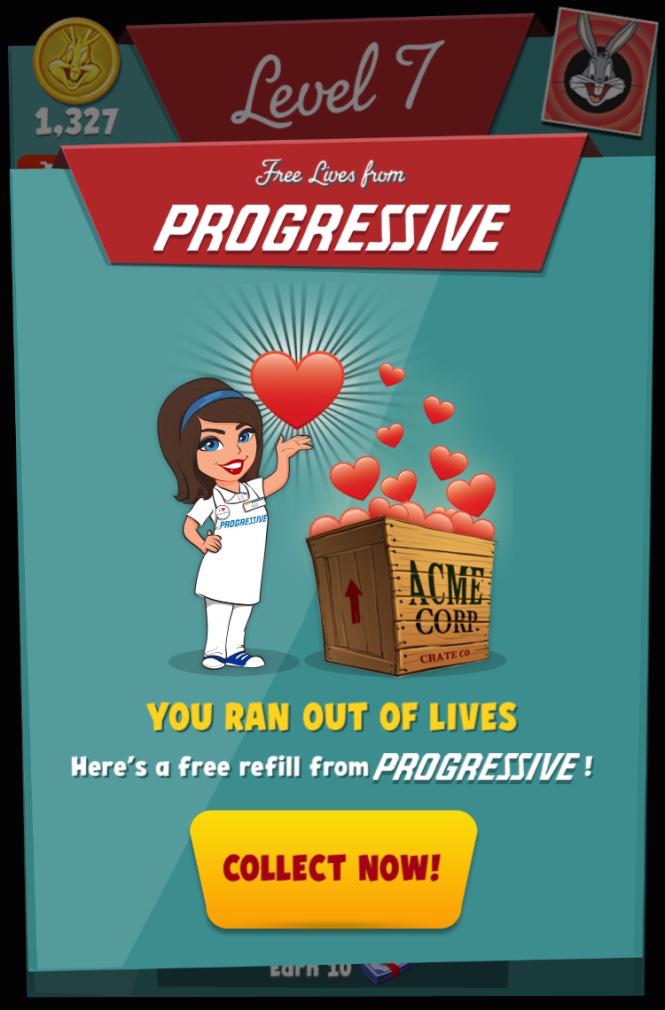 Level 7
1,327
Free Lives from
PROGRESSIVE
PROGRESSIVE
ACME
CORP.
CRATE CO
YOU RAN OUT OF LIVES
Here's a free refill from PROGRESSIVE!
COLLECT NOW!
Earn 10